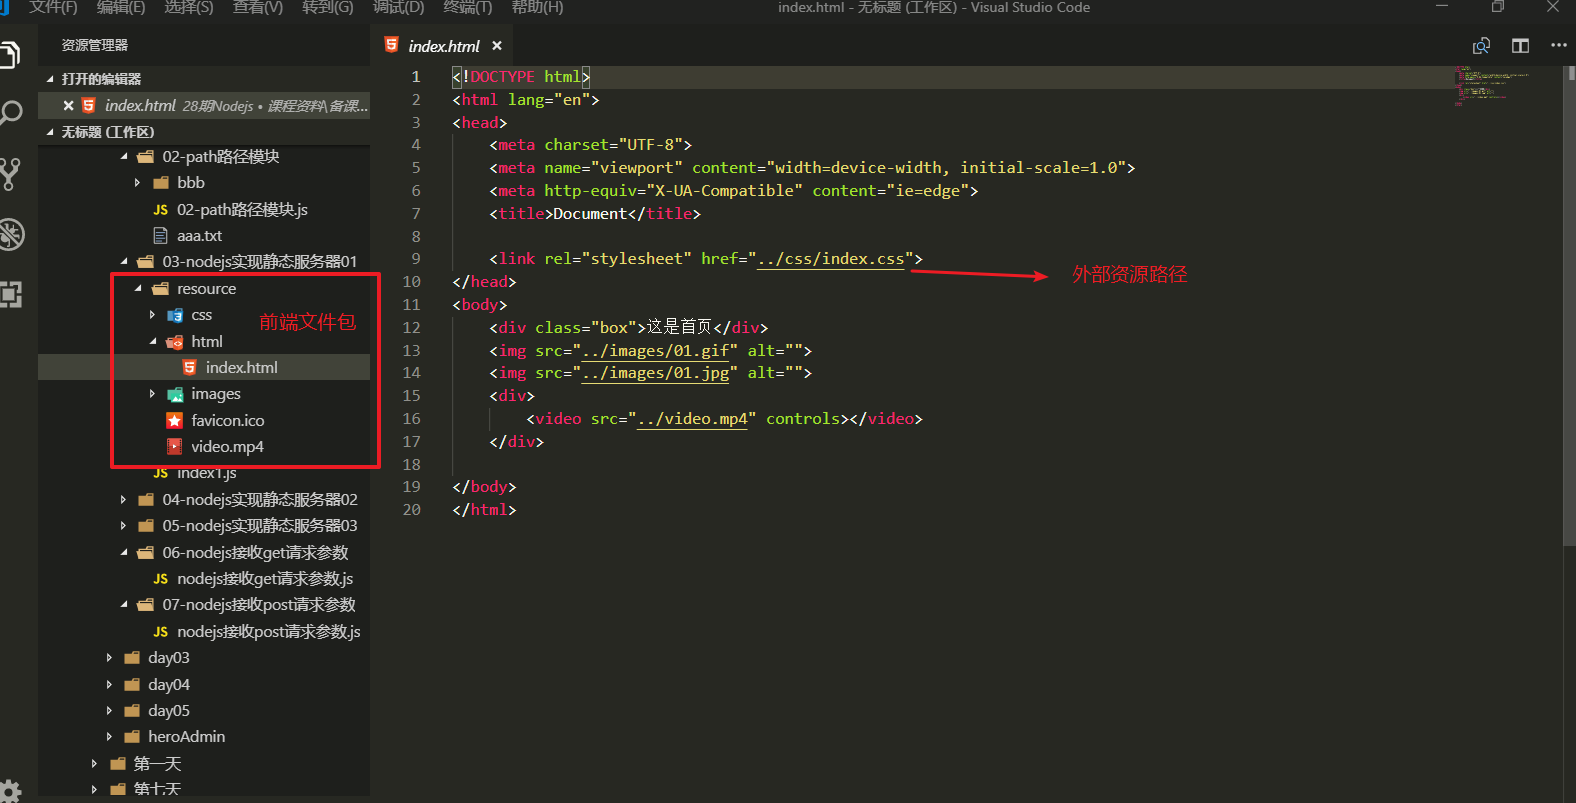 文件(F) 编辑(E) 选择(S) 查看(V) 转到(G) 调试(D) 终端(T) 帮助(H) index.html - 无标题 (工作区) - Visual Studio Code
资源管理器
打开的编辑器
index.html 28期Nodejs • 课程资料\备课...
无标题 (工作区)
02-path路径模块
bbb
JS 02-path路径模块.js
aaa.txt
03-nodejs实现静态服务器01
resource
css
前端文件包
html
index.html
images
favicon.ico
video.mp4
JS index1.js
04-nodejs实现静态服务器02
05-nodejs实现静态服务器03
06-nodejs接收get请求参数
JS nodejs接收get请求参数.js
07-nodejs接收post请求参数
JS nodejs接收post请求参数.js
day03
day04
day05
heroAdmin
第一天
第七天
index.html
1 <!DOCTYPE html>
2 <html lang="en">
3 <head>
4 <meta charset="UTF-8">
5 <meta name="viewport" content="width=device-width, initial-scale=1.0">
6 <meta http-equiv="X-UA-Compatible" content="ie=edge">
7 <title>Document</title>
8
9 <link rel="stylesheet" href="../css/index.css">
外部资源路径
10 </head>
11 <body>
12 <div class="box">这是首页</div>
13 <img src="../images/01.gif" alt="">
14 <img src="../images/01.jpg" alt="">
15 <div>
16 <video src="../video.mp4" controls></video>
17 </div>
18
19 </body>
20 </html>